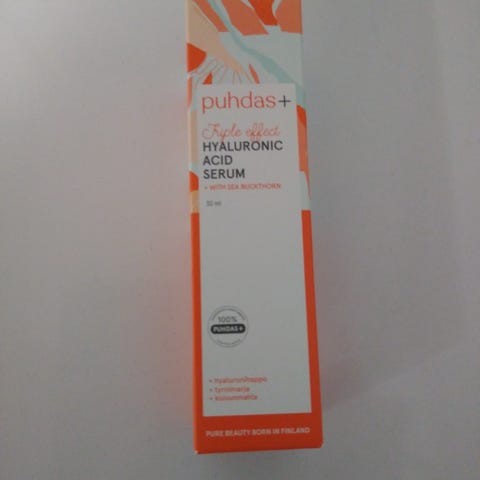 puhdas+
Triple effect
HYALURONIC
ACID
SERUM
+ WITH SEA BUCKTHORN
30 ml
100%
PUHDAS+
+ hyaluronihappo
+ tyrnimarja
+ kuusenmahla
PURE BEAUTY BORN IN FINLAND